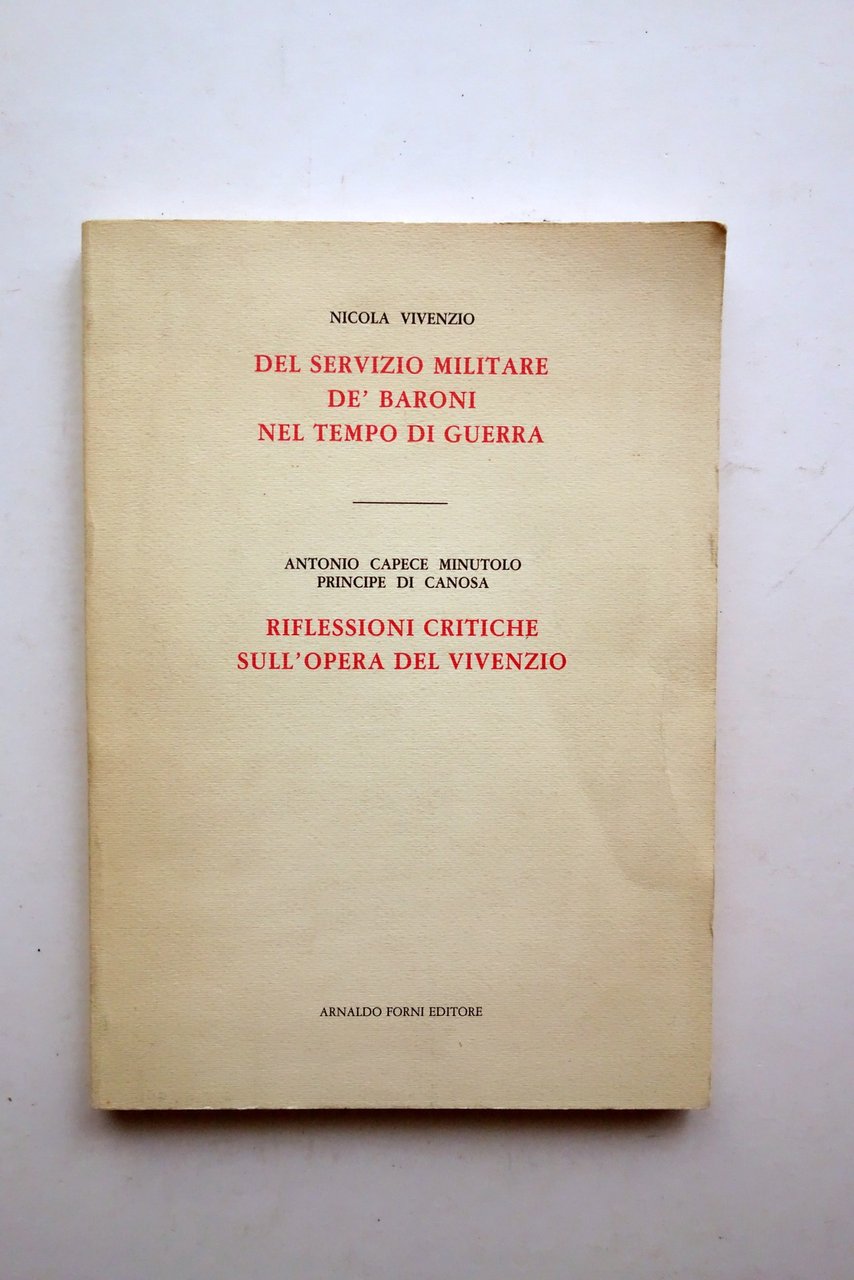 NICOLA VIVENZIO
DEL SERVIZIO MILITARE
DE' BARONI
NEL TEMPO DI GUERRA
ANTONIO CAPECE MINUTOLO
PRINCIPE DI CANOSA
RIFLESSIONI CRITICHE
SULL'OPERA DEL VIVENZIO
ARNALDO FORNI EDITORE